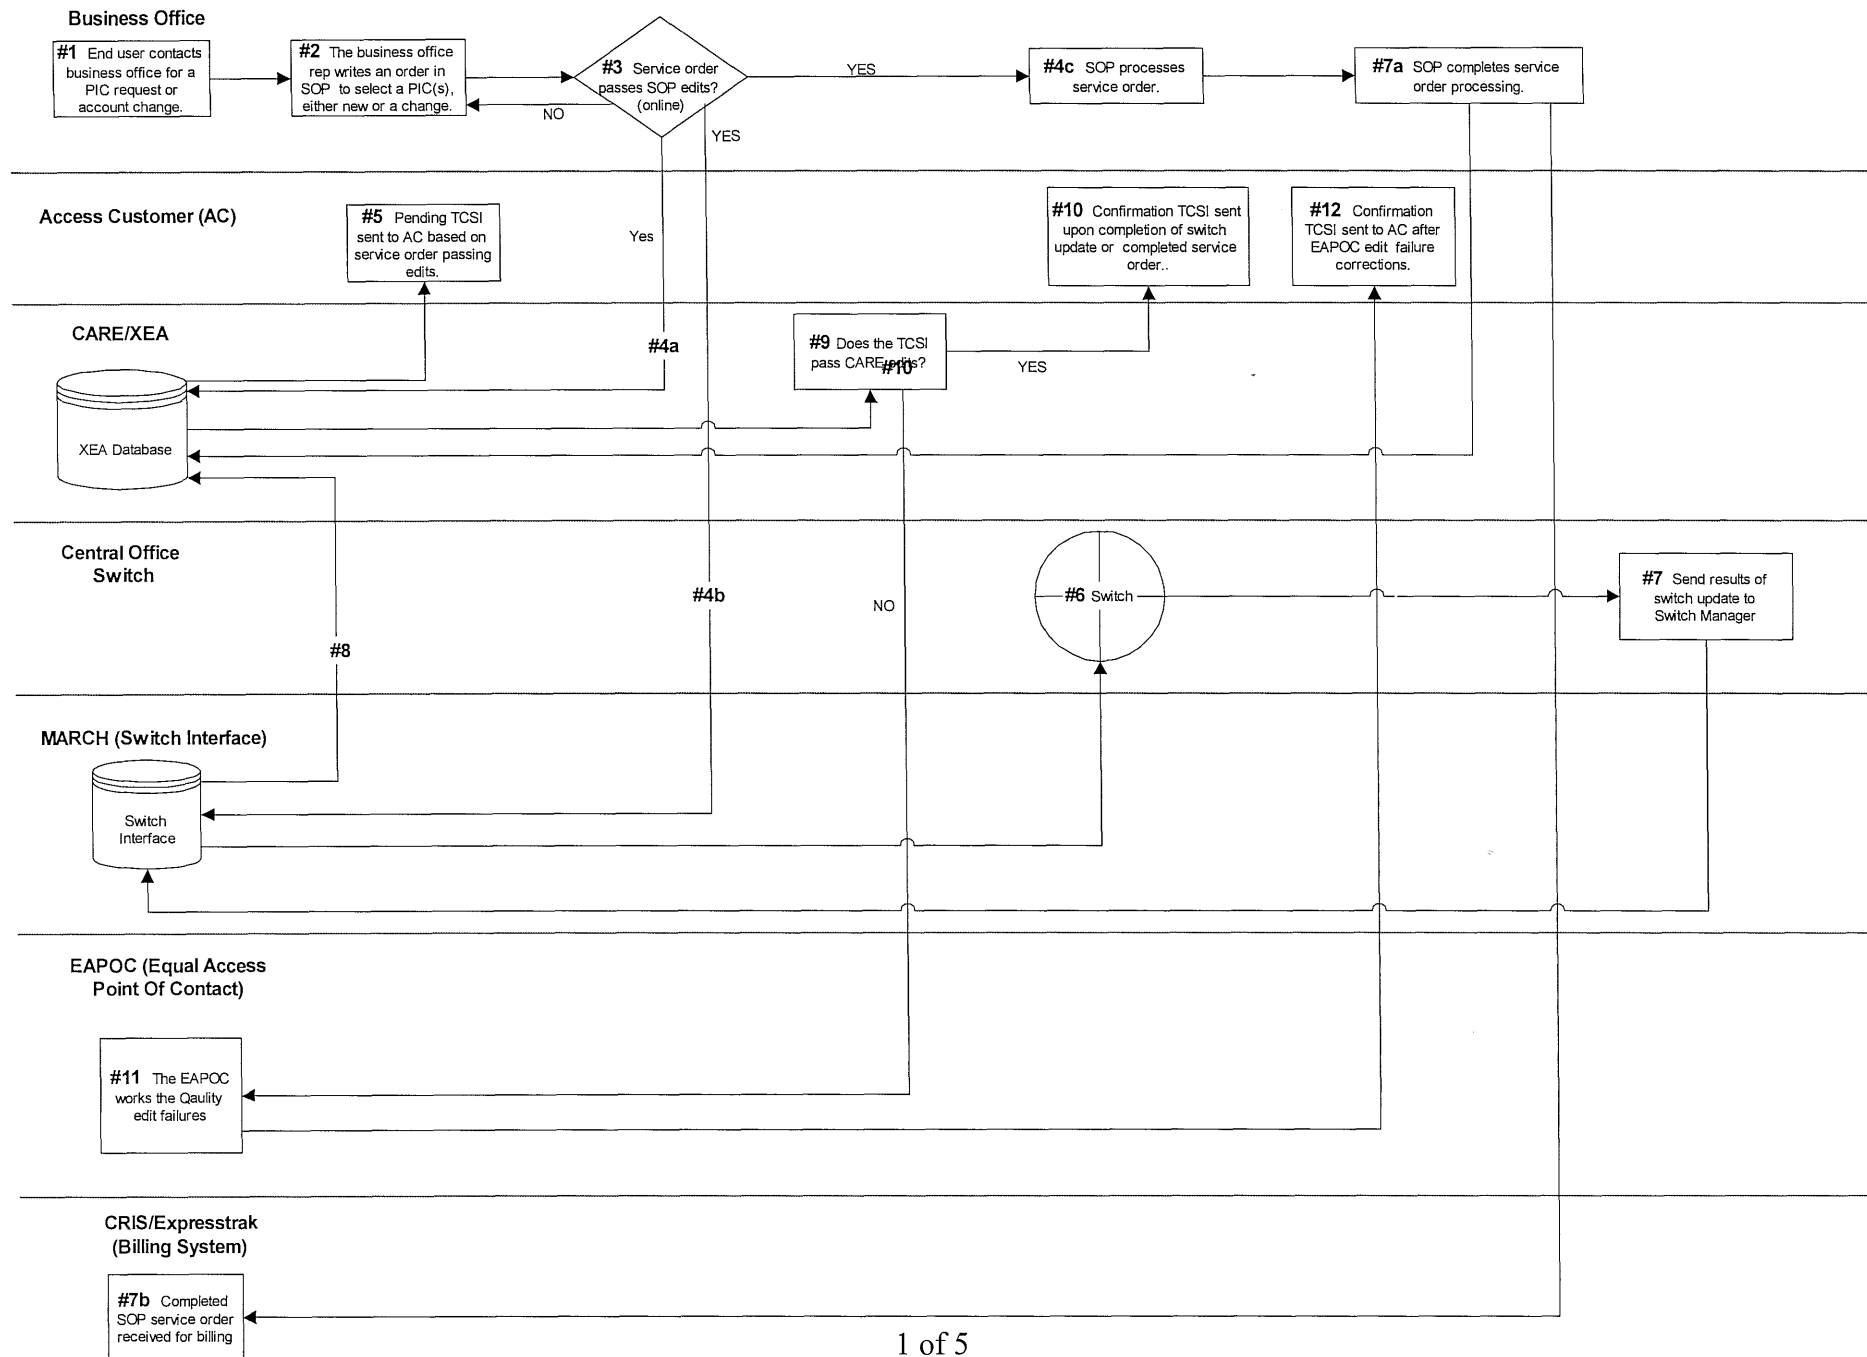 Business Office
#1 End user contacts
business office for a
PIC request or
account change.
#2 The business office
rep writes an order in
SOP to select a PIC(s),
either new or a change.
#3 Service order
passes SOP edits?
(online)
YES
NO
YES
#4c SOP processes
service order.
#7a SOP completes service
order processing.
Access Customer (AC)
#5 Pending TCSI
sent to AC based on
service order passing
edits.
Yes
#10 Confirmation TCSI sent
upon completion of switch
update or completed service
order..
#12 Confirmation
TCSI sent to AC after
EAPOC edit failure
corrections.
CARE/XEA
#4a
#9 Does the TCSI
pass CARE edits?
#10
YES
XEA Database
Central Office
Switch
#4b
NO
#6 Switch
#7 Send results of
switch update to
Switch Manager
#8
MARCH (Switch Interface)
Switch
Interface
EAPOC (Equal Access
Point Of Contact)
#11 The EAPOC
works the Qaulity
edit failures
CRIS/Expresstrak
(Billing System)
#7b Completed
SOP service order
received for billing
1 of 5